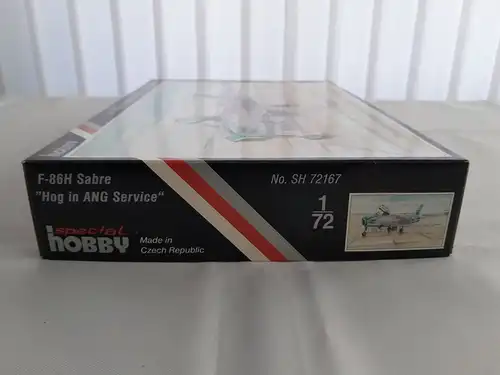 F-86H Sabre
"Hog in ANG Service"
special
HOBBY
Made in
Czech Republic
No. SH 72167
1
72